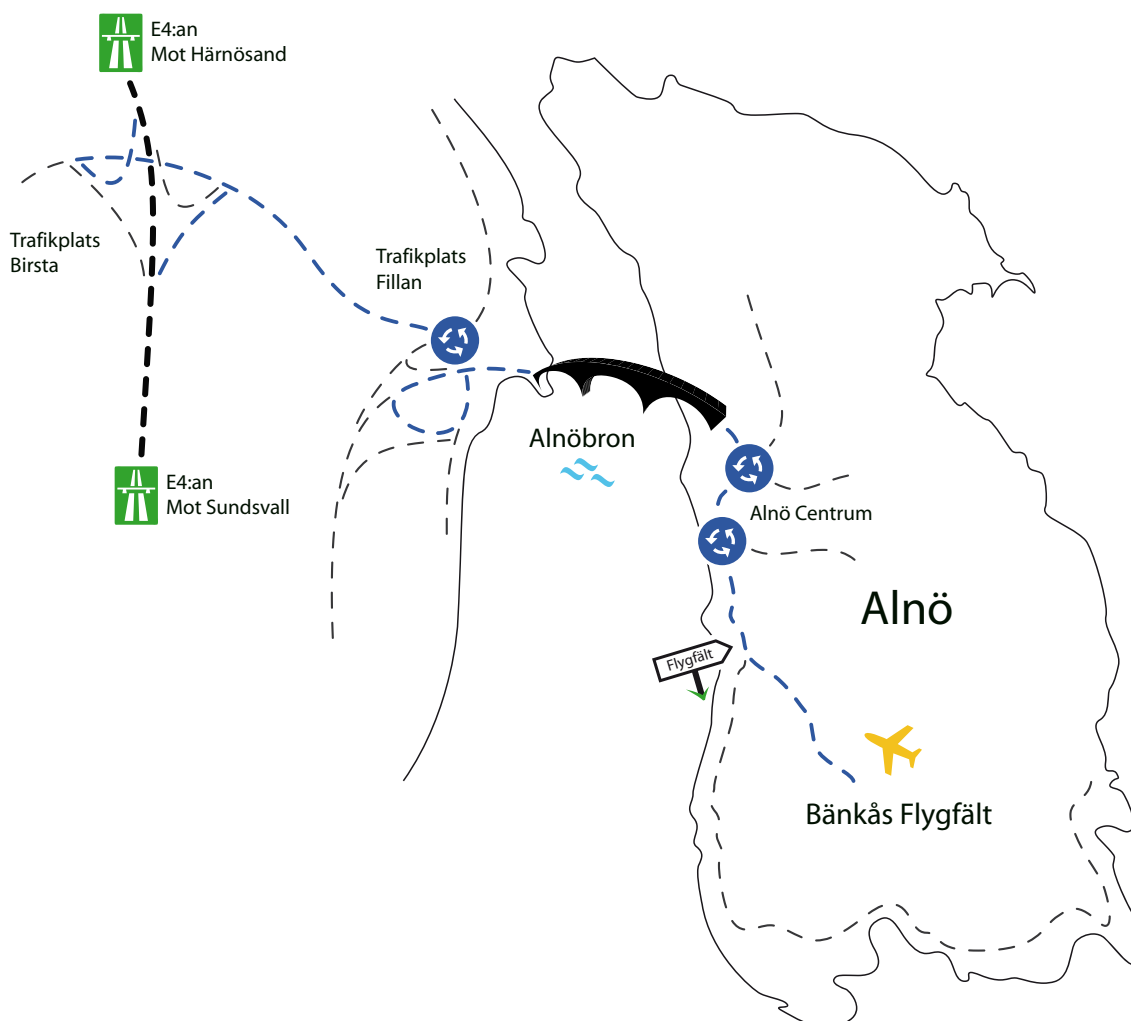 E4:an
Mot Härnösand
Trafikplats
Birsta
Trafikplats
Fillan
Alnöbron
E4:an
Mot Sundsvall
Alnö Centrum
Alnö
Flygfält
Bänkås Flygfält